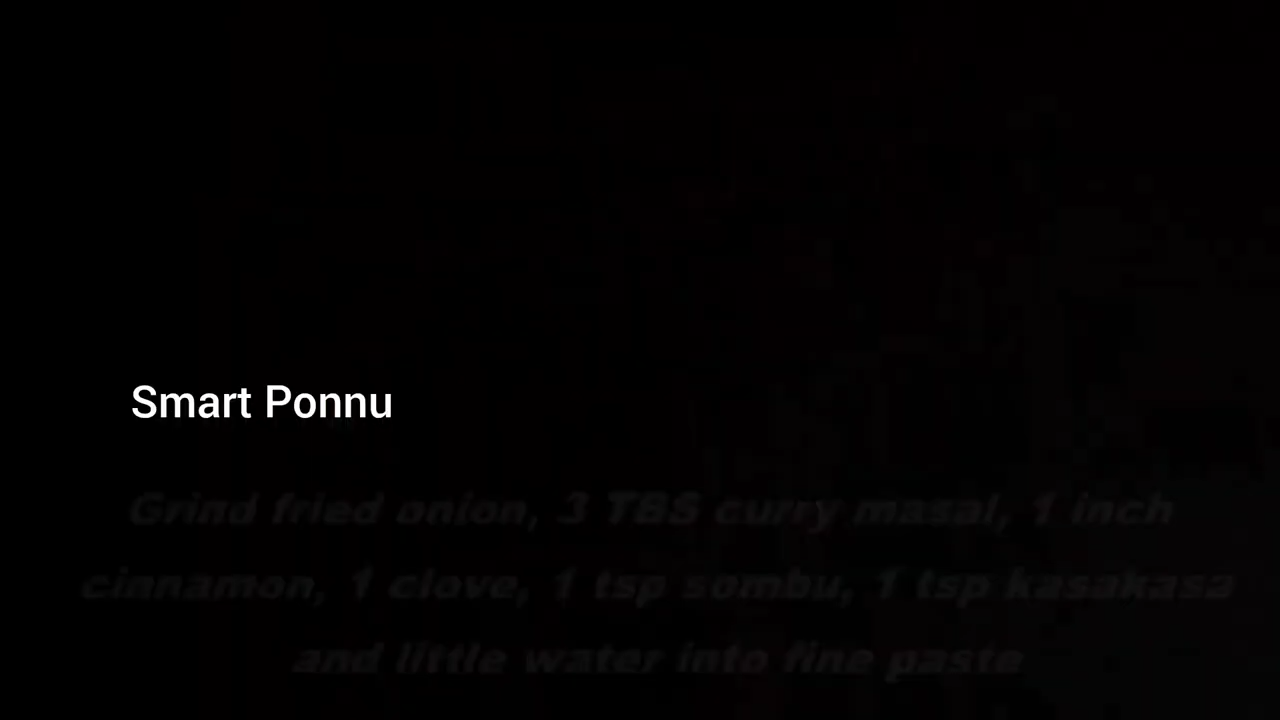 Smart Ponnu
Grind fried onion, 3 TBS curry masal, 1 inch
cinnamon, 1 clove, 1 tsp sombu, 1 tsp kasakasa
and little water into fine paste